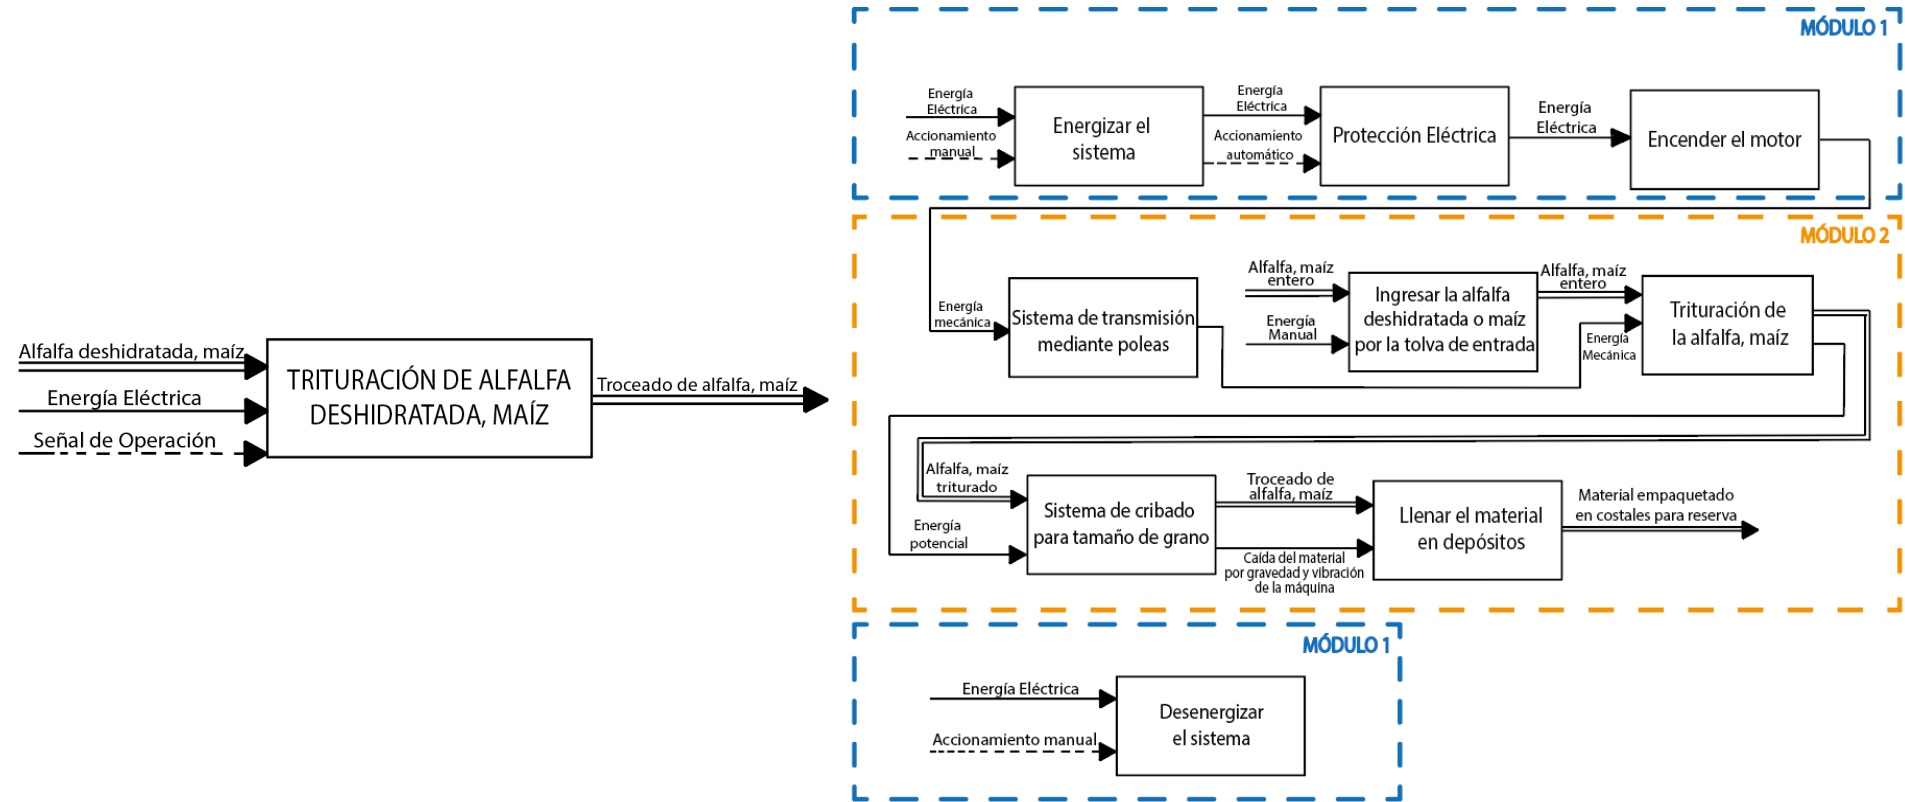 Alfalfa deshidratada, maíz
Energía Eléctrica
Señal de Operación
TRITURACIÓN DE ALFALFA
DESHIDRATADA, MAÍZ
Troceado de alfalfa, maíz
MÓDULO 1
Energía
Eléctrica
Accionamiento
manual
Energizar el
sistema
Energía
Eléctrica
Accionamiento
automático
Protección Eléctrica
Energía
Eléctrica
Encender el motor
MÓDULO 2
Energía
mecánica
Sistema de transmisión
mediante poleas
Alfalfa, maíz
entero
Energía
Manual
Ingresar la alfalfa
deshidratada o maíz
por la tolva de entrada
Alfalfa, maíz
entero
Energía
Mecánica
Trituración de
la alfalfa, maíz
Alfalfa, maíz
triturado
Energía
potencial
Sistema de cribado
para tamaño de grano
Troceado de
alfalfa, maíz
Caída del material
por gravedad y vibración
de la máquina
Llenar el material
en depósitos
Material empaquetado
en costales para reserva
MÓDULO 1
Energía Eléctrica
Accionamiento manual
Desenergizar
el sistema